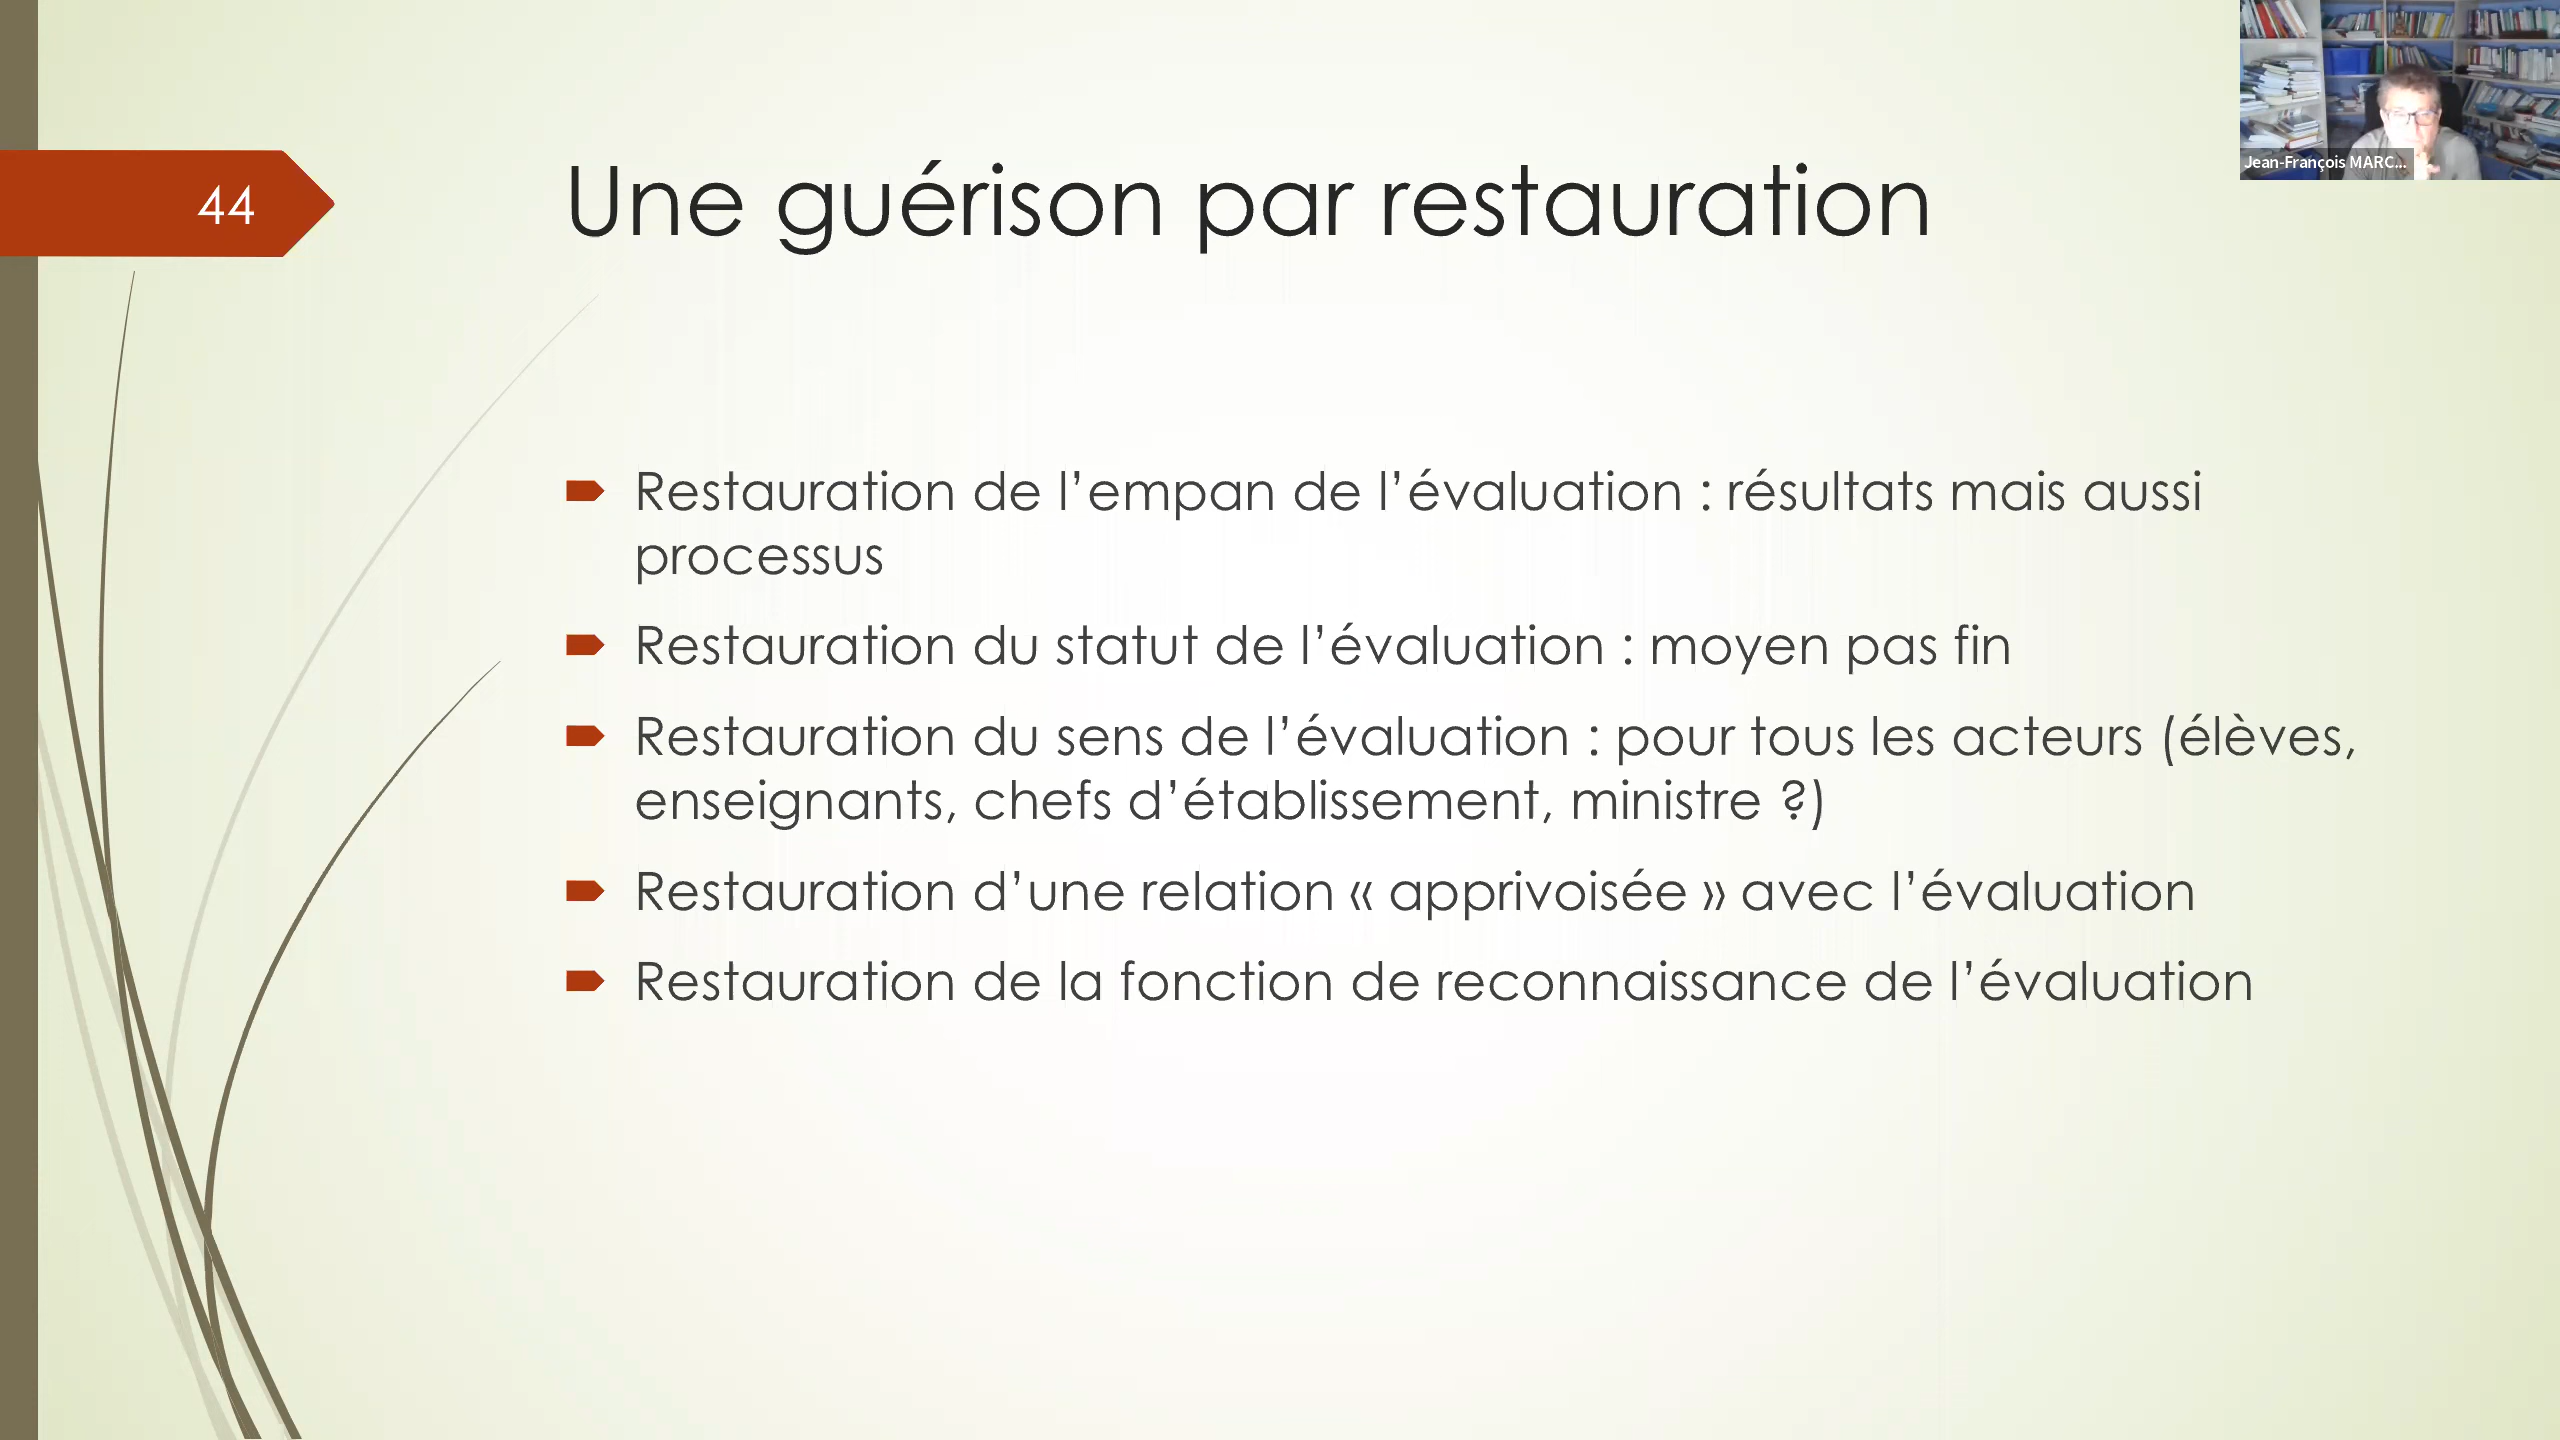 44
Une guérison par restauration
Jean-François MARC...
Restauration de l’empan de l’évaluation : résultats mais aussi
processus
Restauration du statut de l’évaluation : moyen pas fin
Restauration du sens de l’évaluation : pour tous les acteurs (élèves,
enseignants, chefs d’établissement, ministre ?)
Restauration d’une relation « apprivoisée » avec l’évaluation
Restauration de la fonction de reconnaissance de l’évaluation